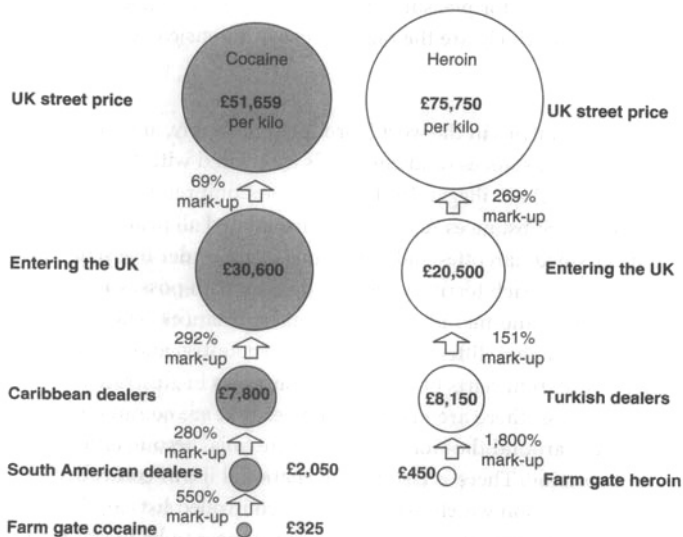 Cocaine
£51,659
per kilo
UK street price
69%
mark-up
£30,600
Entering the UK
292%
mark-up
Caribbean dealers
£7,800
280%
mark-up
South American dealers
£2,050
550%
mark-up
Farm gate cocaine
£325
Heroin
£75,750
per kilo
UK street price
269%
mark-up
£20,500
Entering the UK
151%
mark-up
£8,150
Turkish dealers
1,800%
mark-up
£450
Farm gate heroin